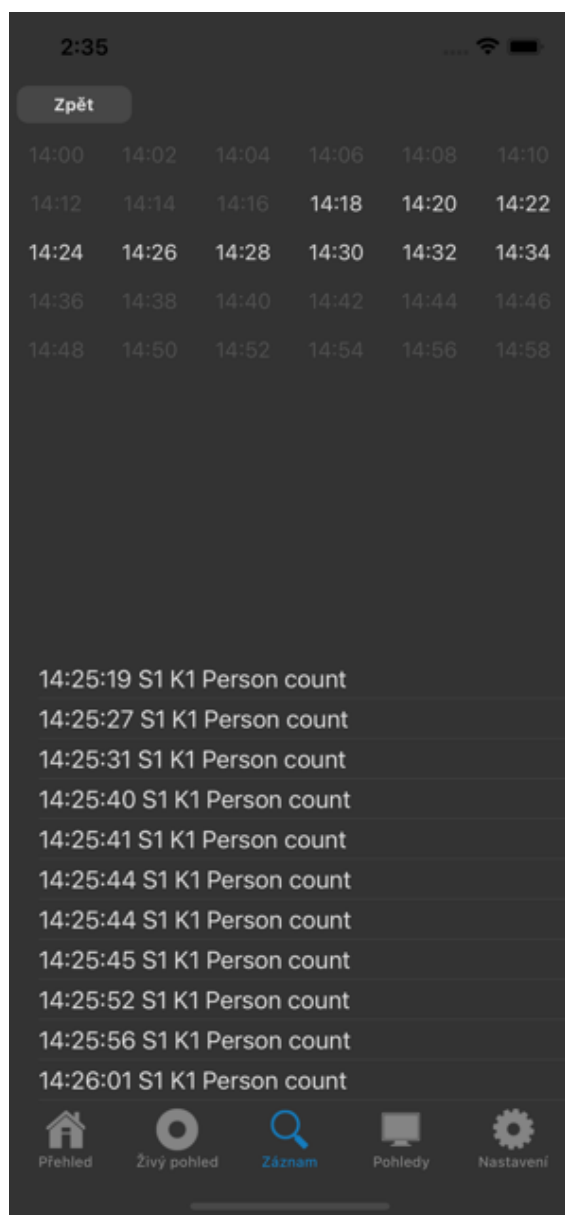 2:35
Zpět
14:00 14:02 14:04 14:06 14:08 14:10
14:12 14:14 14:16 14:18 14:20 14:22
14:24 14:26 14:28 14:30 14:32 14:34
14:36 14:38 14:40 14:42 14:44 14:46
14:48 14:50 14:52 14:54 14:56 14:58
14:25:19 S1 K1 Person count
14:25:27 S1 K1 Person count
14:25:31 S1 K1 Person count
14:25:40 S1 K1 Person count
14:25:41 S1 K1 Person count
14:25:44 S1 K1 Person count
14:25:44 S1 K1 Person count
14:25:45 S1 K1 Person count
14:25:52 S1 K1 Person count
14:25:56 S1 K1 Person count
14:26:01 S1 K1 Person count
Přehled Živý pohled Záznam Pohledy Nastavení